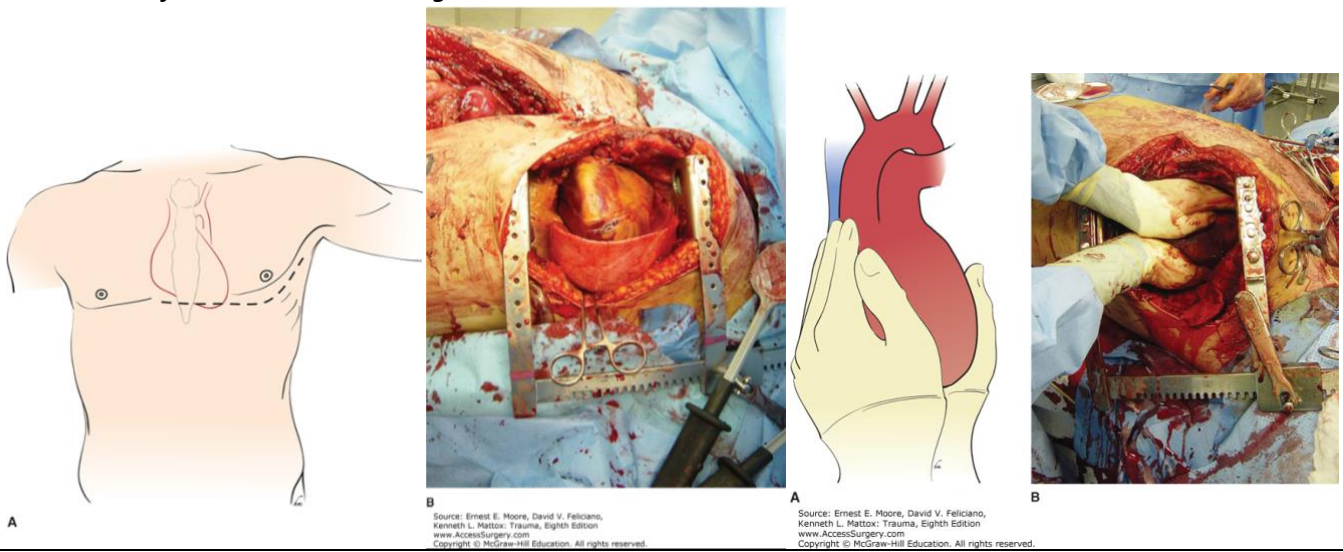 A
B
Source: Ernest E. Moore, David V. Feliciano,
Kenneth L. Mattox: Trauma, Eighth Edition
www.AccessSurgery.com
Copyright © McGraw-Hill Education. All rights reserved.
A
B
Source: Ernest E. Moore, David V. Feliciano,
Kenneth L. Mattox: Trauma, Eighth Edition
www.AccessSurgery.com
Copyright © McGraw-Hill Education. All rights reserved.